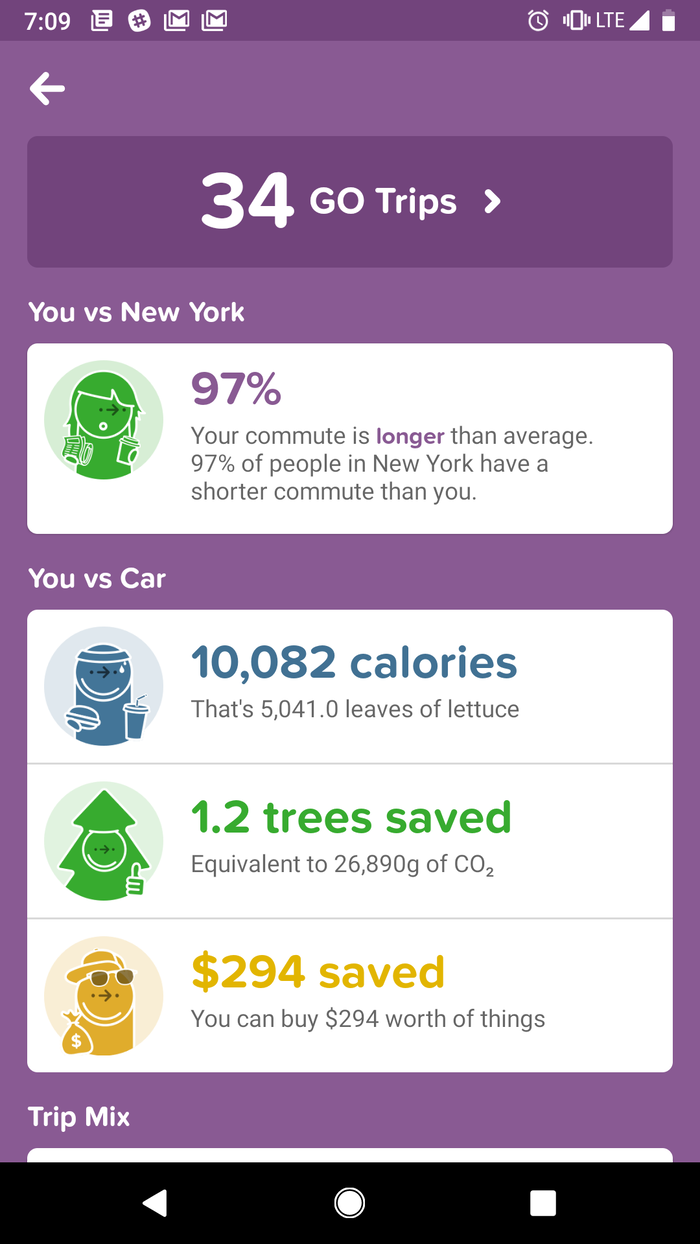 7:09 LTE
34 GO Trips
You vs New York
97%
Your commute is longer than average.
97% of people in New York have a
shorter commute than you.
You vs Car
10,082 calories
That's 5,041.0 leaves of lettuce
1.2 trees saved
Equivalent to 26,890g of CO₂
$294 saved
You can buy $294 worth of things
$
Trip Mix